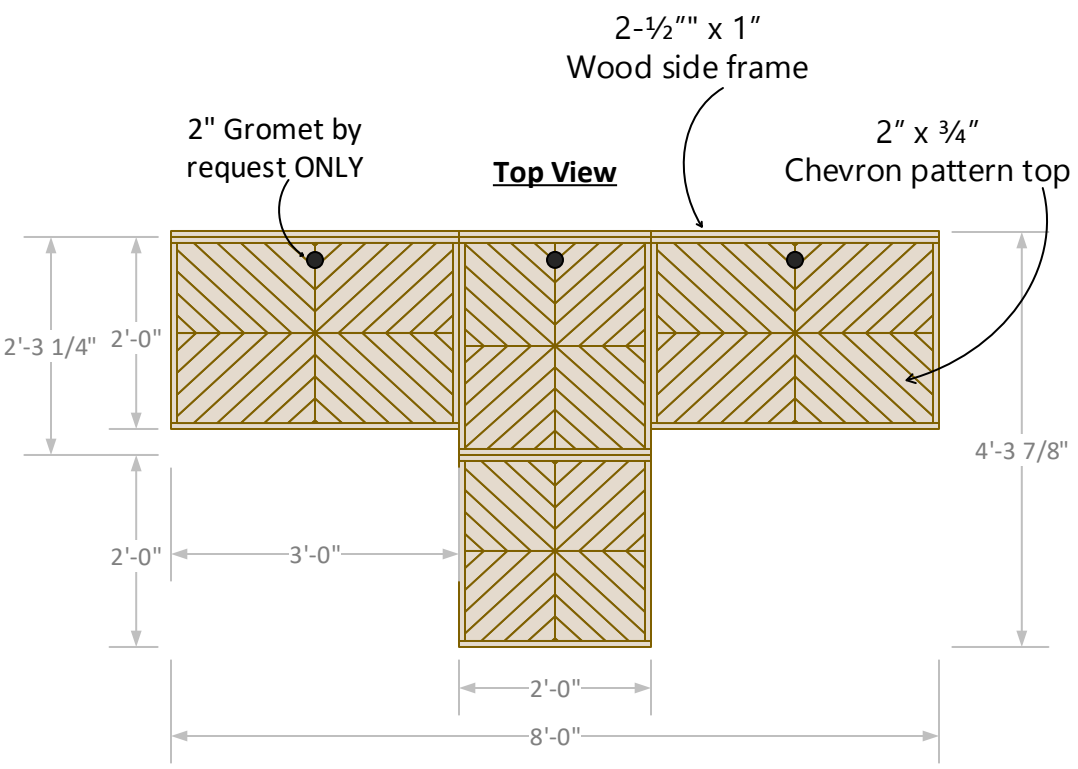 2-½”" x 1”
Wood side frame
2" Gromet by
request ONLY
Top View
2” x ¾”
Chevron pattern top
2'-3 1/4"
2'-0"
4'-3 7/8"
2'-0"
3'-0"
2'-0"
8'-0"